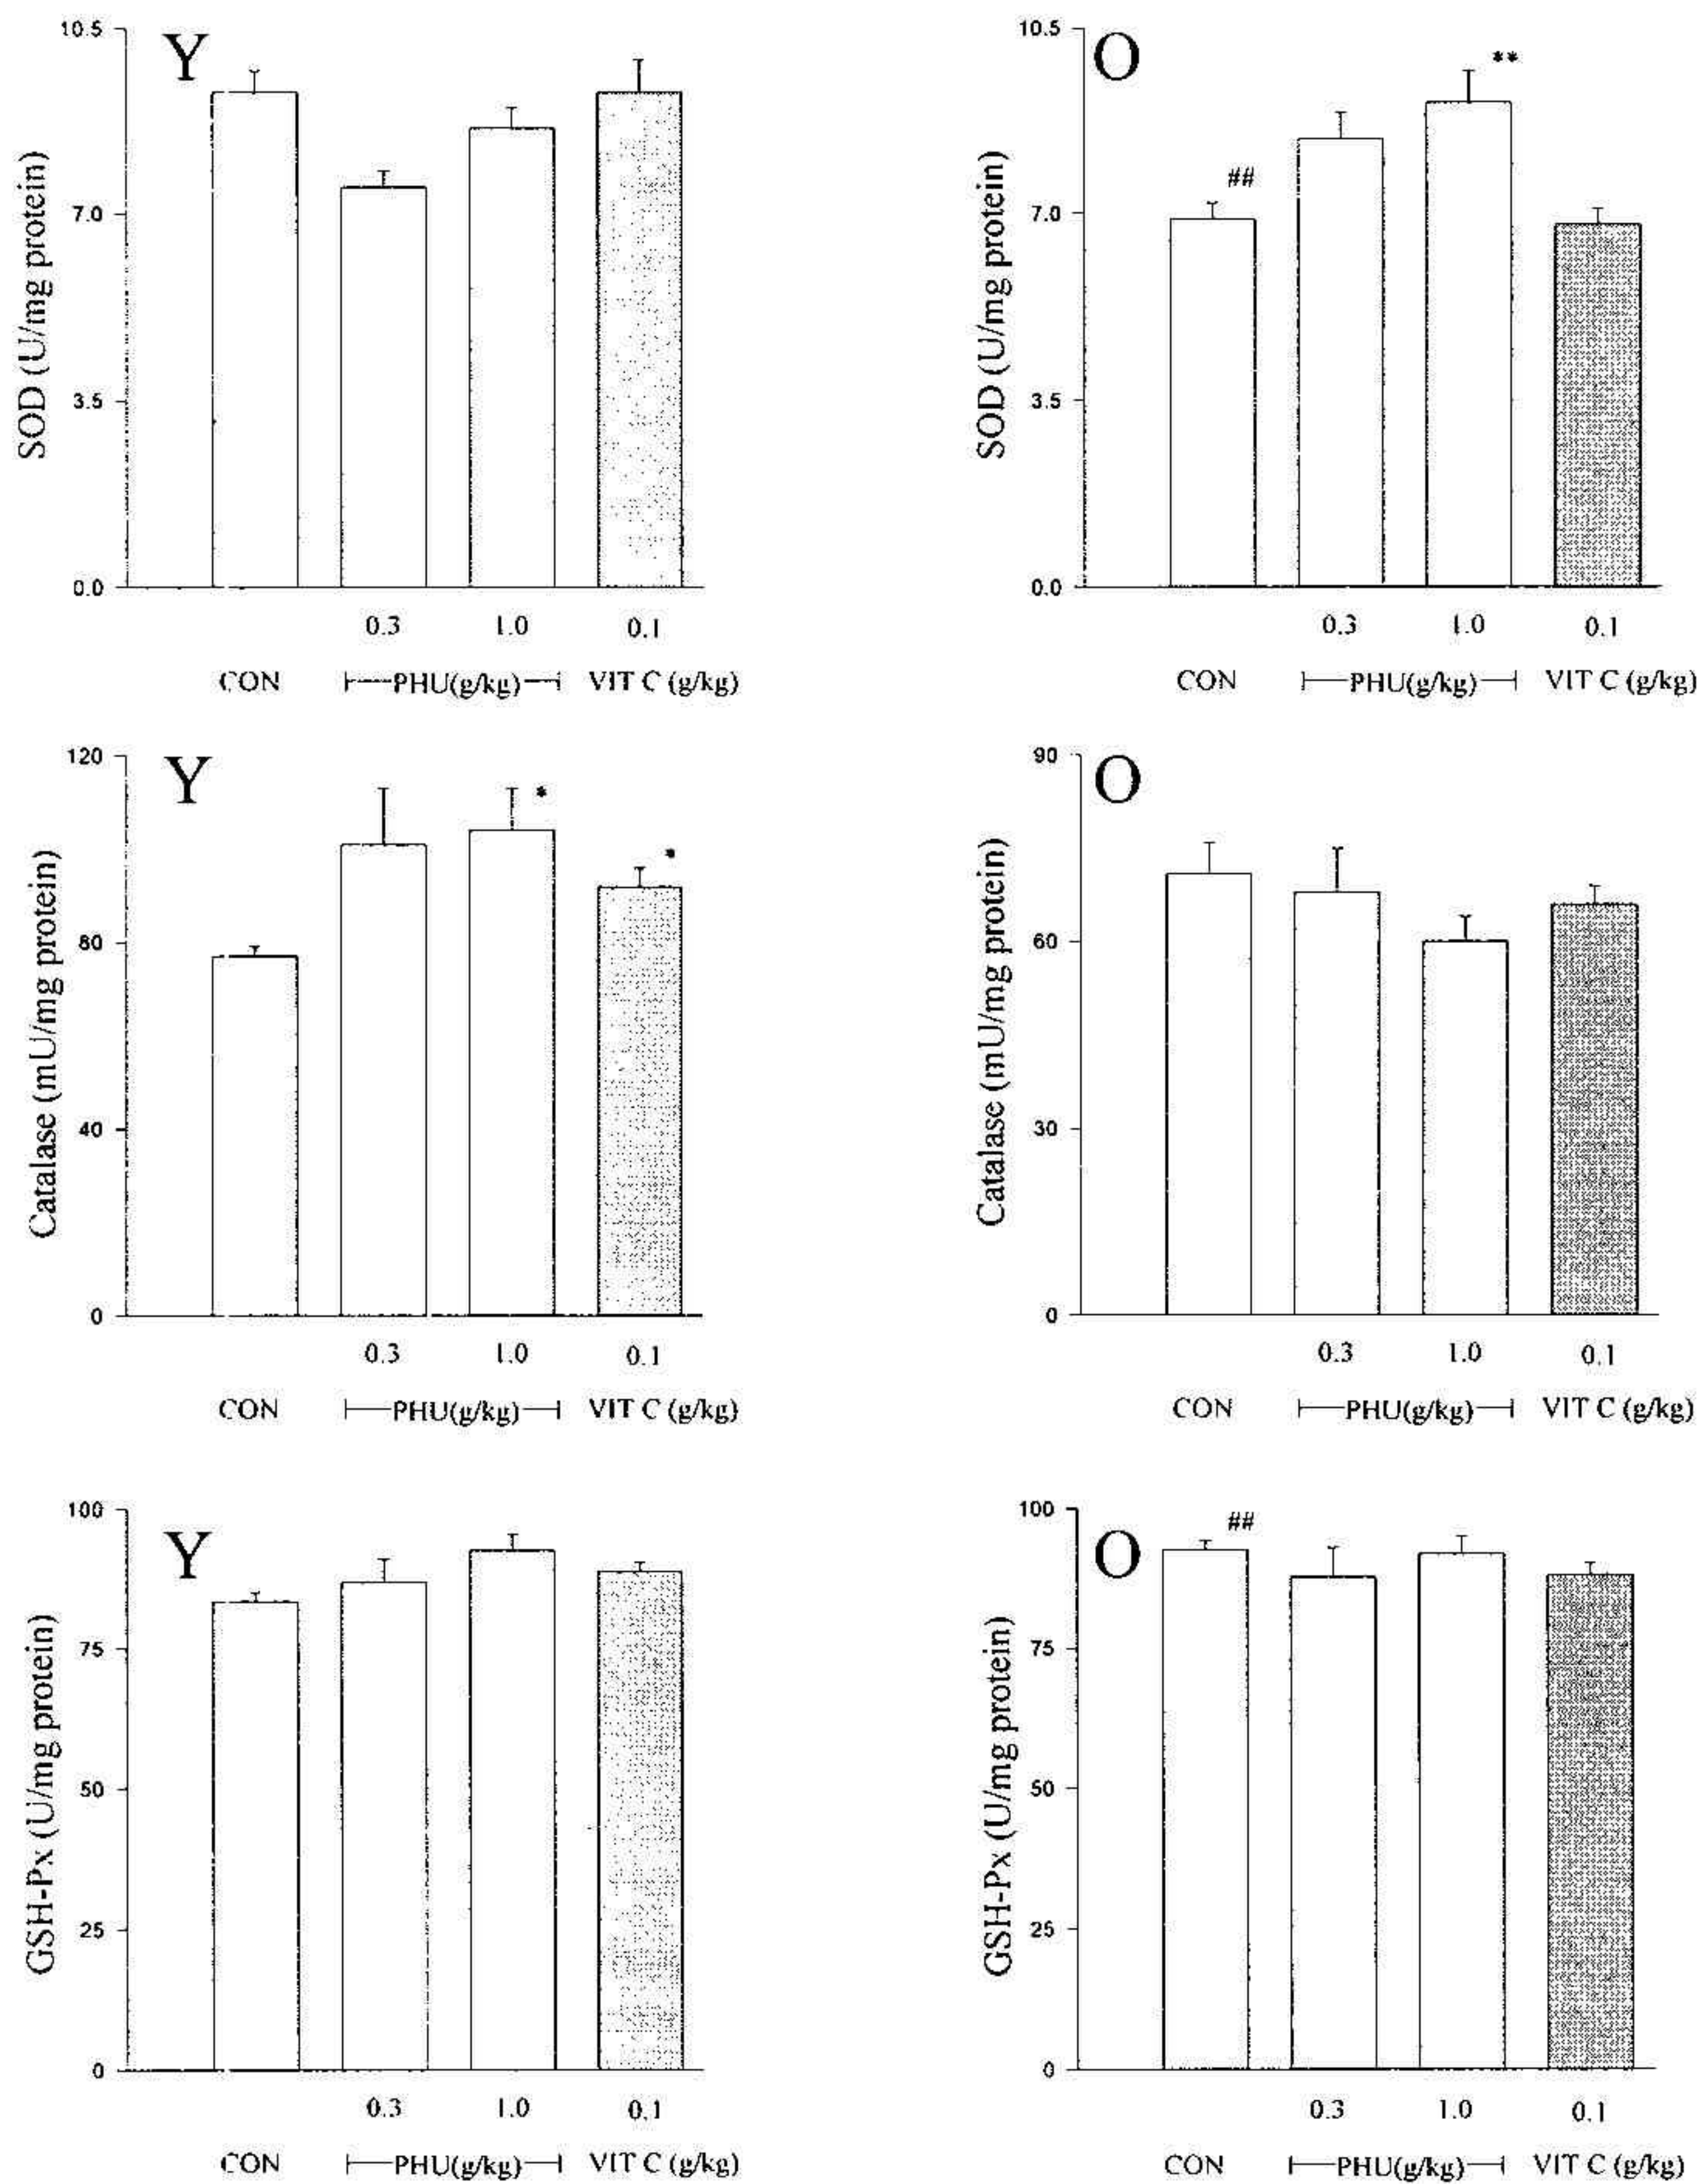 10.5
Y
7.0
3.5
0.0
SOD (U/mg protein)
0.3 1.0 0.1
CON PHU(g/kg) VIT C (g/kg)
10.5
O
**
##
7.0
3.5
0.0
SOD (U/mg protein)
0.3 1.0 0.1
CON PHU(g/kg) VIT C (g/kg)
120
Y
*
*
80
40
0
Catalase (mU/mg protein)
0.3 1.0 0.1
CON PHU(g/kg) VIT C (g/kg)
90
O
60
30
0
Catalase (mU/mg protein)
0.3 1.0 0.1
CON PHU(g/kg) VIT C (g/kg)
100
Y
75
50
25
0
GSH-Px (U/mg protein)
0.3 1.0 0.1
CON PHU(g/kg) VIT C (g/kg)
100
O
##
75
50
25
0
GSH-Px (U/mg protein)
0.3 1.0 0.1
CON PHU(g/kg) VIT C (g/kg)